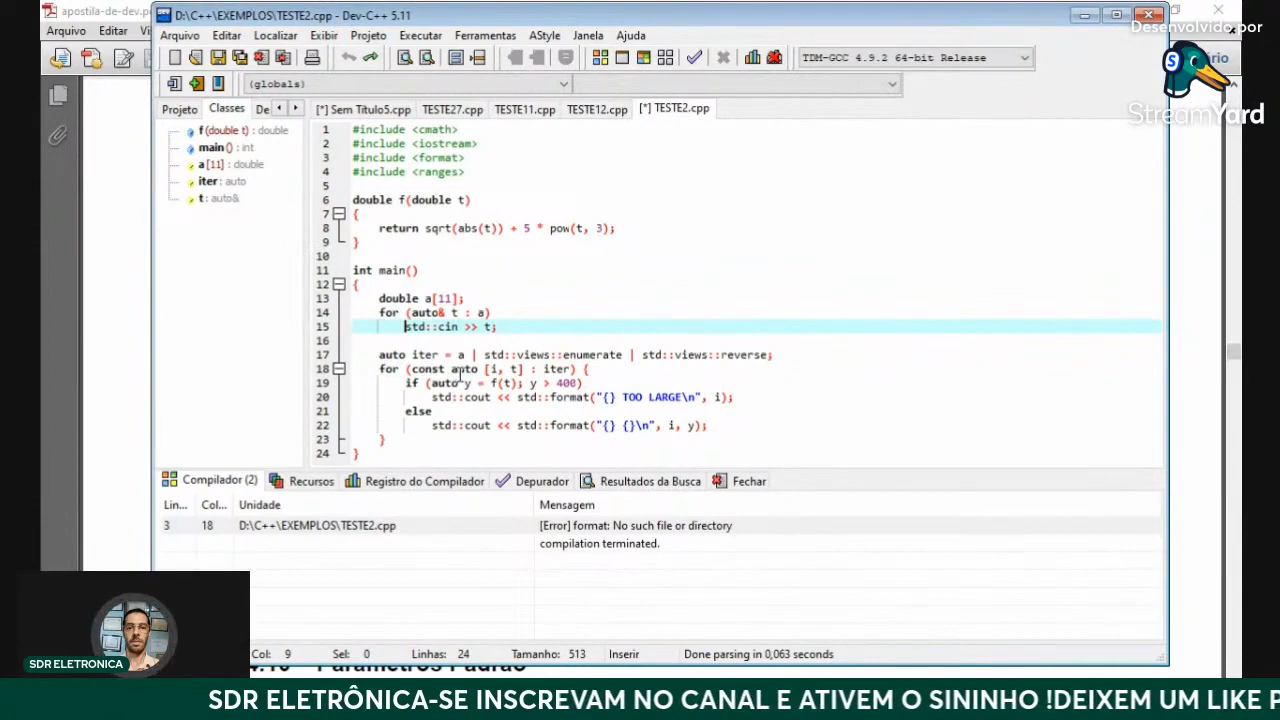 apostila-de-dev.p
D:\C++\EXEMPLOS\TESTE2.cpp - Dev-C++ 5.11
Desenvolvido por
StreamYard
Arquivo Editar
Arquivo Editar Localizar Exibir Projeto Executar Ferramentas AStyle Janela Ajuda
TDM-GCC 4.9.2 64-bit Release
(globals)
Projeto Classes De
[*] Sem Título5.cpp TESTE27.cpp TESTE11.cpp TESTE12.cpp [*] TESTE2.cpp
f (double t) : double
main () : int
a [11] : double
iter : auto
t : auto&
1 #include <cmath>
2 #include <iostream>
3 #include <format>
4 #include <ranges>
5
6 double f(double t)
7 {
8 return sqrt(abs(t)) + 5 * pow(t, 3);
9 }
10
11 int main()
12 {
13 double a[11];
14 for (auto& t : a)
15 std::cin >> t;
16
17 auto iter = a | std::views::enumerate | std::views::reverse;
18 for (const auto [i, t] : iter) {
19 if (auto y = f(t); y > 400)
20 std::cout << std::format("{} TOO LARGE\n", i);
21 else
22 std::cout << std::format("{} {}\n", i, y);
23 }
24 }
Compilador (2) Recursos Registro do Compilador Depurador Resultados da Busca Fechar
Lin... Col... Unidade Mensagem
3 18 D:\C++\EXEMPLOS\TESTE2.cpp [Error] format: No such file or directory
compilation terminated.
Col: 9 Sel: 0 Linhas: 24 Tamanho: 513 Inserir Done parsing in 0,063 seconds
Parâmetros Padrão
SDR ELETRONICA
SDR ELETRÔNICA-SE INSCREVAM NO CANAL E ATIVEM O SININHO !DEIXEM UM LIKE P